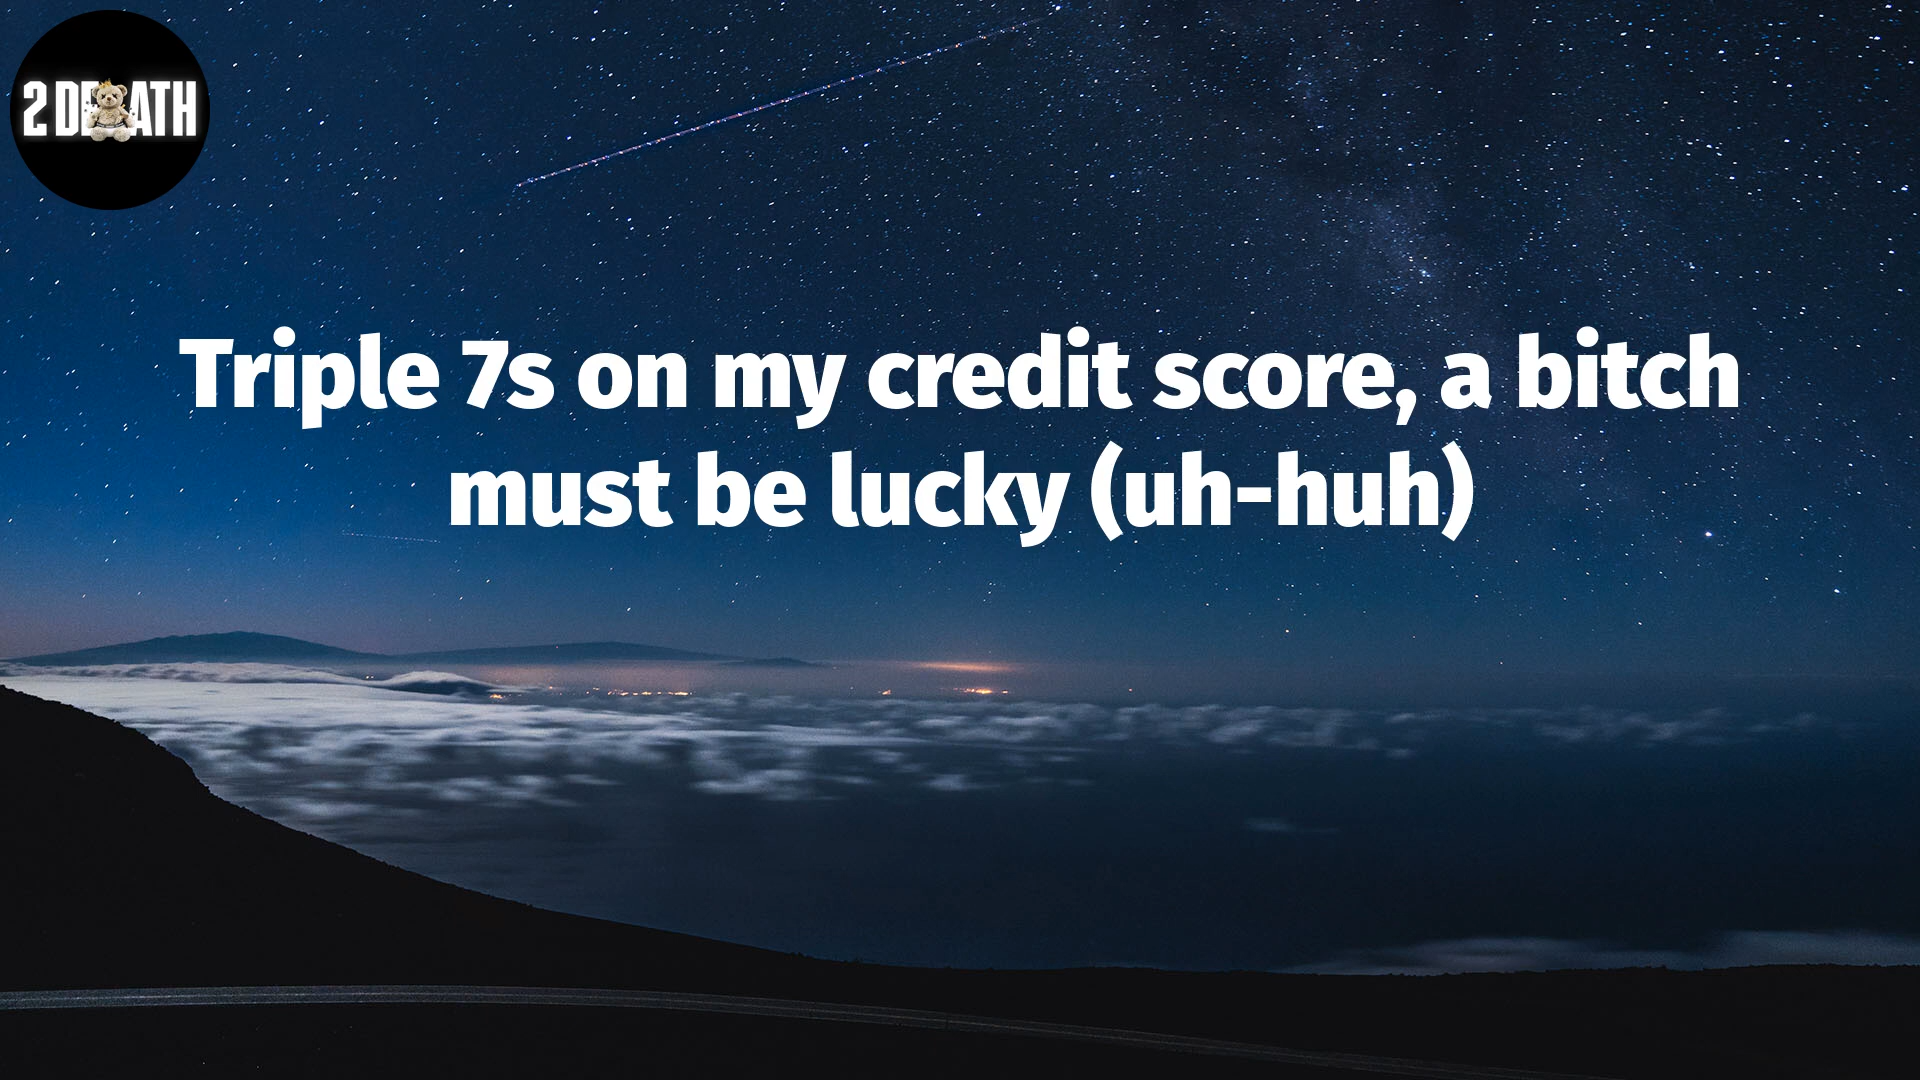 2 DEATH
Triple 7s on my credit score, a bitch
must be lucky (uh-huh)